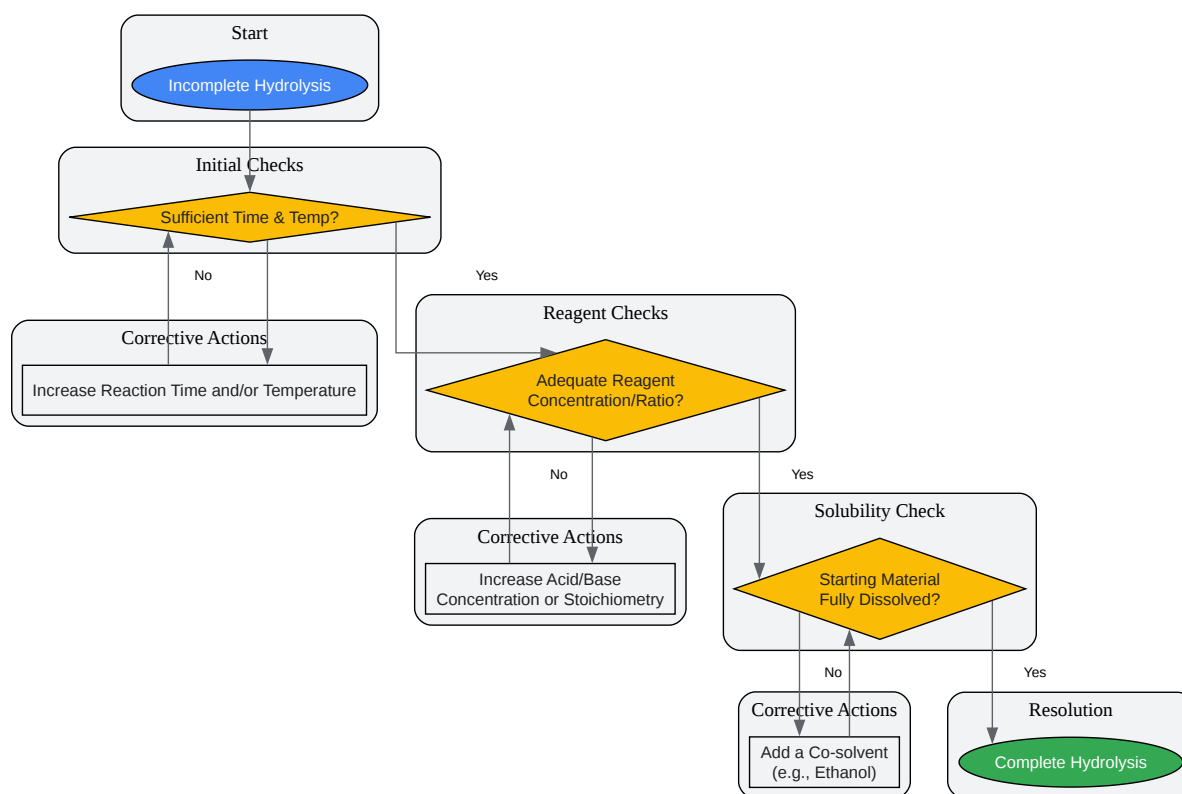 Start
Incomplete Hydrolysis
Initial Checks
Sufficient Time & Temp?
No
Yes
Corrective Actions
Increase Reaction Time and/or Temperature
Reagent Checks
Adequate Reagent
Concentration/Ratio?
No
Yes
Corrective Actions
Increase Acid/Base
Concentration or Stoichiometry
Solubility Check
Starting Material
Fully Dissolved?
No
Yes
Corrective Actions
Add a Co-solvent
(e.g., Ethanol)
Resolution
Complete Hydrolysis